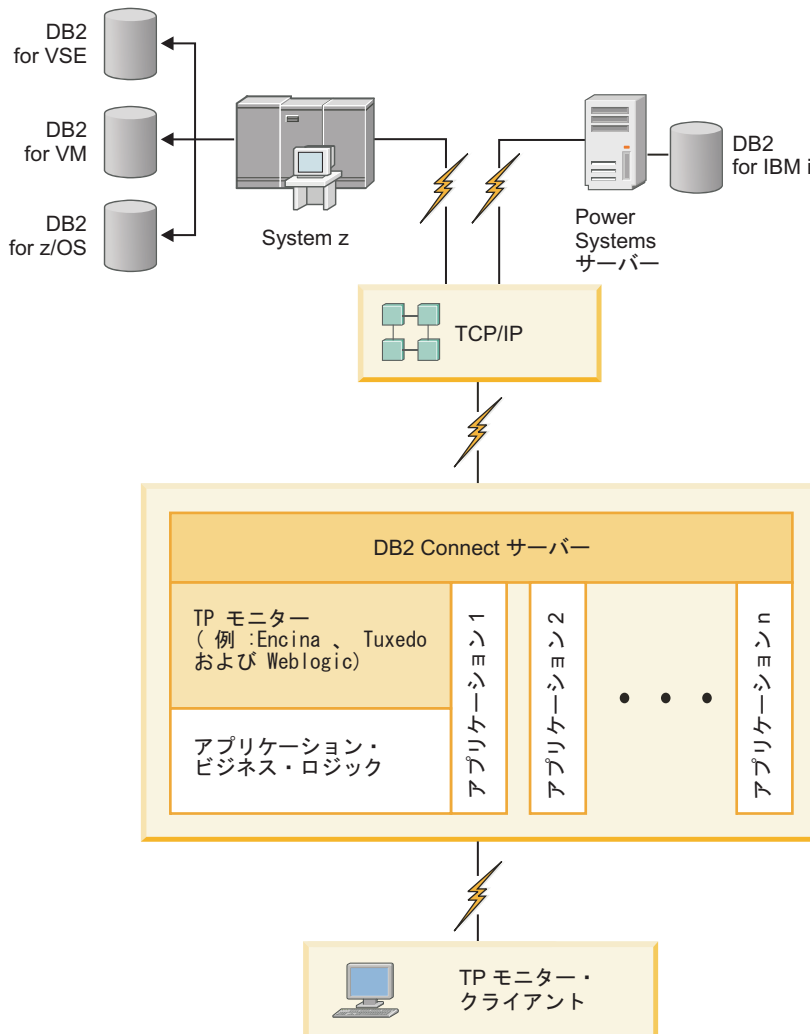 DB2
for VSE
DB2
for VM
DB2
for z/OS
System z
DB2
for IBM i
Power
Systems
サーバー
TCP/IP
DB2 Connect サーバー
TP モニター
( 例 :Encina 、 Tuxedo
および Weblogic)
アプリケーション・
ビジネス・ロジック
アプリケーション 1
アプリケーション 2
アプリケーション n
TP モニター・
クライアント